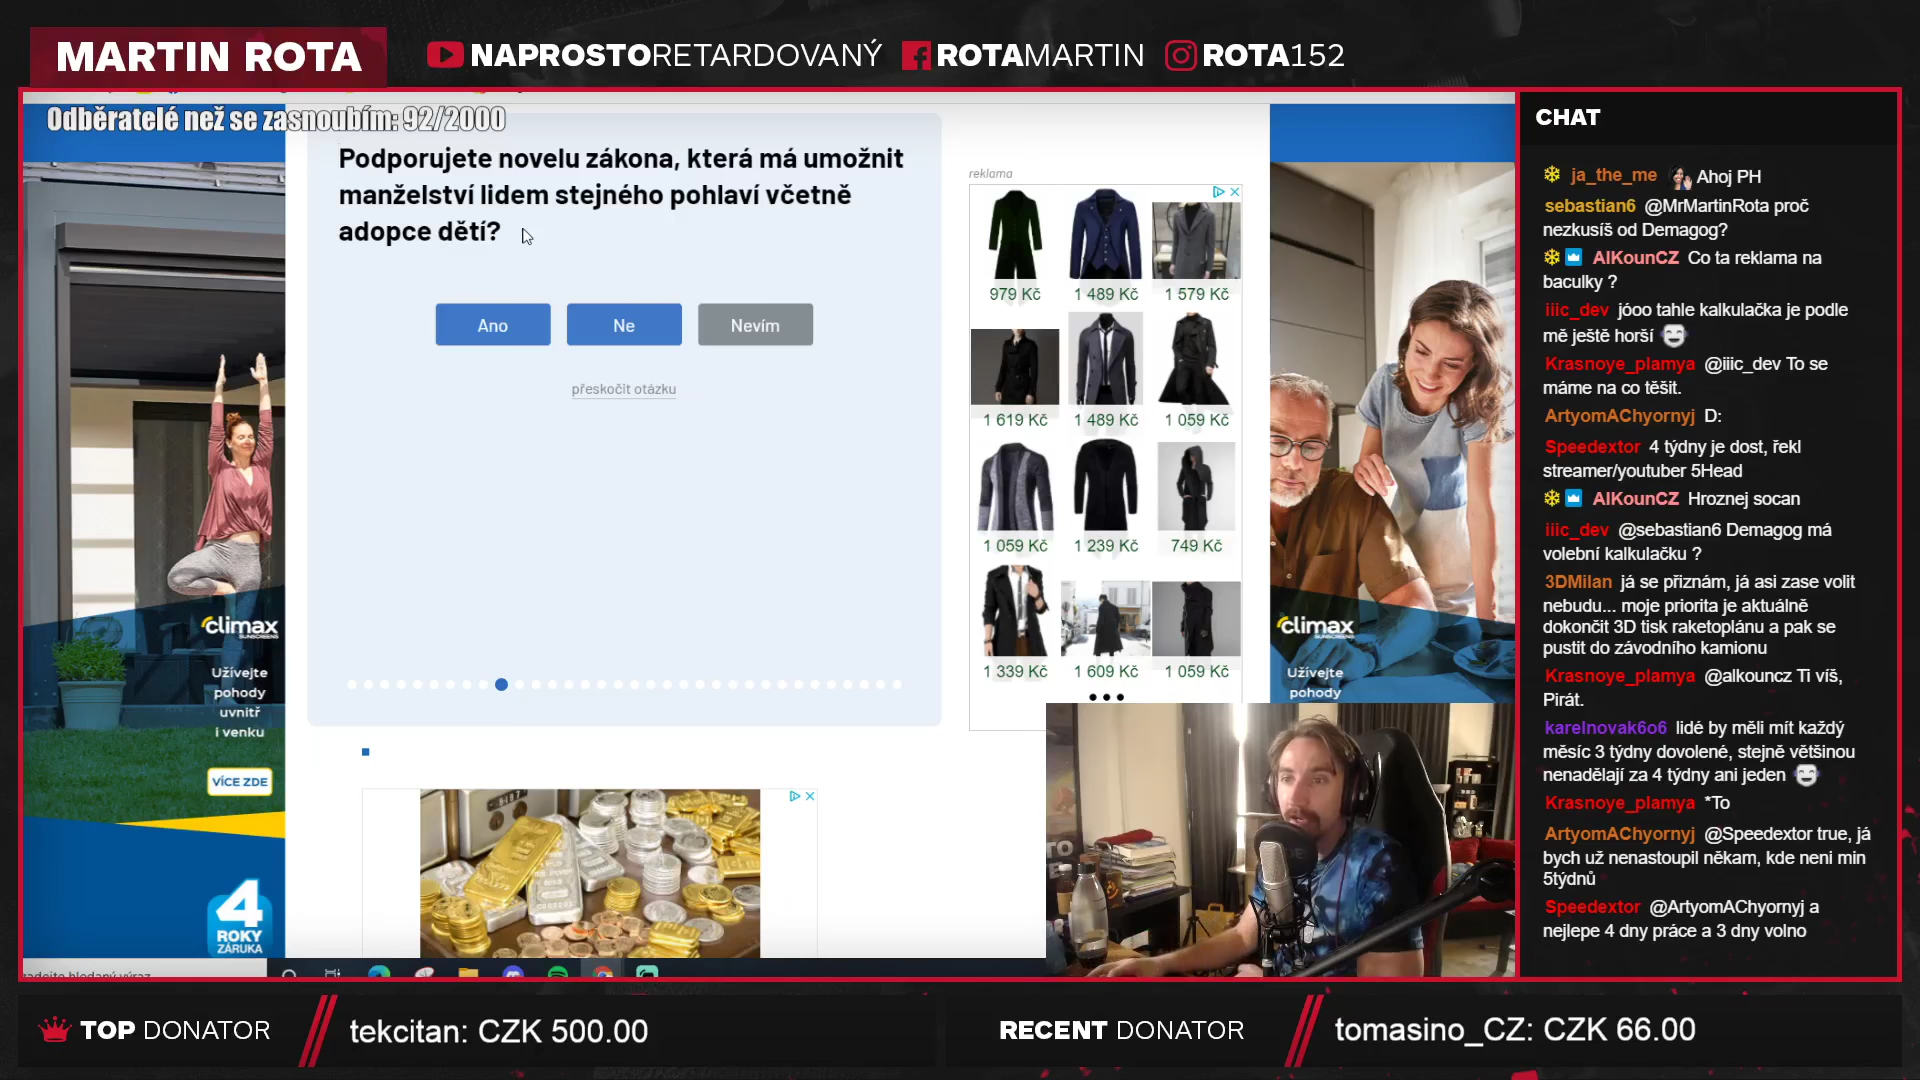 MARTIN ROTA
NAPROSTORETARDOVANÝ
ROTAMARTIN
ROTA152
Odběratelé než se zasnoubím: 92/2000
Podporujete novelu zákona, která má umožnit
manželství lidem stejného pohlaví včetně
adopce dětí?
Ano
Ne
Nevím
přeskočit otázku
reklama
979 Kč
1 489 Kč
1 579 Kč
1 619 Kč
1 489 Kč
1 059 Kč
1 059 Kč
1 239 Kč
749 Kč
1 339 Kč
1 609 Kč
1 059 Kč
climax
SUNSCREENS
Užívejte
pohody
uvnitř
i venku
VÍCE ZDE
4
ROKY
ZÁRUKA
climax
SUNSCREENS
Užívejte
pohody
CHAT
ja_the_me Ahoj PH
sebastian6 @MrMartinRota proč
nezkusíš od Demagog?
AlKounCZ Co ta reklama na
baculky ?
iiic_dev jóoo tahle kalkulačka je podle
mě ještě horší
Krasnoye_plamya @iiic_dev To se
máme na co těšit.
ArtyomAChyornyj D:
Speedextor 4 týdny je dost, řekl
streamer/youtuber 5Head
AlKounCZ Hroznej socan
iiic_dev @sebastian6 Demagog má
volební kalkulačku ?
3DMilan já se přiznám, já asi zase volit
nebudu... moje priorita je aktuálně
dokončit 3D tisk raketoplánu a pak se
pustit do závodního kamionu
Krasnoye_plamya @alkouncz Ti víš,
Pirát.
karelnovak6o6 lidé by měli mít každý
měsíc 3 týdny dovolené, stejně většinou
nenadělají za 4 týdny ani jeden
Krasnoye_plamya *To
ArtyomAChyornyj @Speedextor true, já
bych už nenastoupil někam, kde neni min
5týdnů
Speedextor @ArtyomAChyornyj a
nejlepe 4 dny práce a 3 dny volno
TOP DONATOR
tekcitan: CZK 500.00
RECENT DONATOR
tomasino_CZ: CZK 66.00